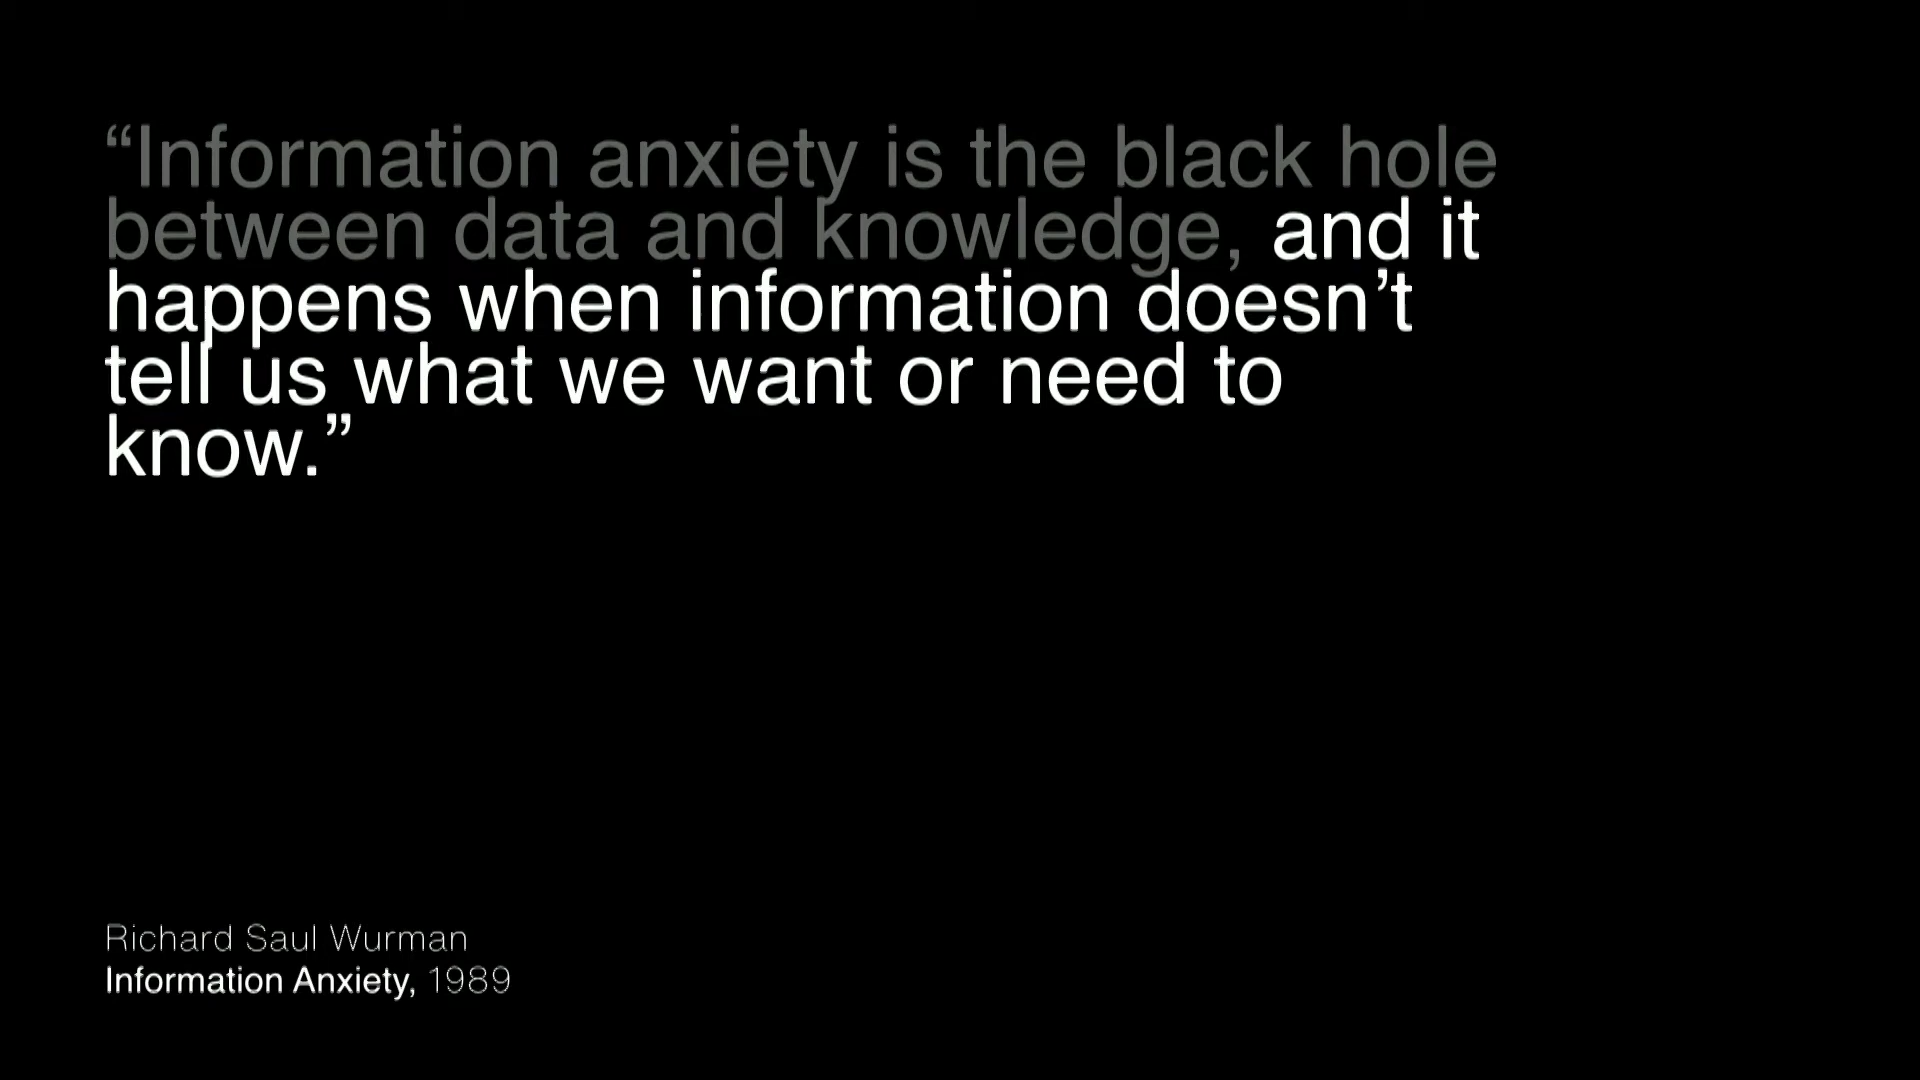 “Information anxiety is the black hole
between data and knowledge, and it
happens when information doesn’t
tell us what we want or need to
know.”
Richard Saul Wurman
Information Anxiety, 1989